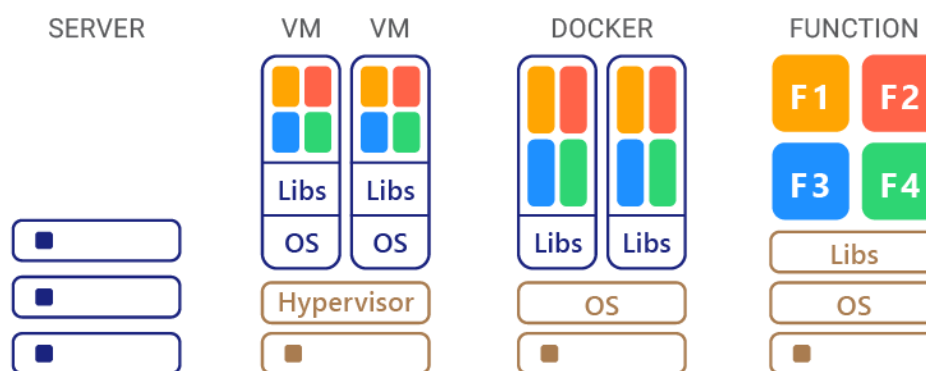 SERVER
VM VM
DOCKER
FUNCTION
Libs Libs
OS OS
Hypervisor
Libs Libs
OS
F1 F2
F3 F4
Libs
OS